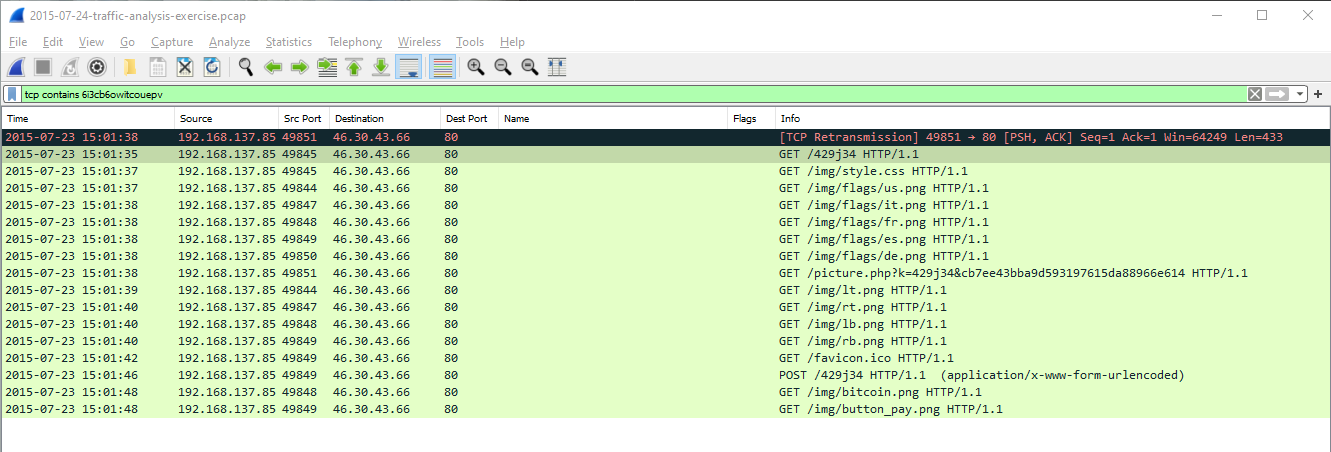 2015-07-24-traffic-analysis-exercise.pcap
File Edit View Go Capture Analyze Statistics Telephony Wireless Tools Help
tcp contains 6i3cb6owitcouepv
Time Source Src Port Destination Dest Port Name Flags Info
2015-07-23 15:01:38 192.168.137.85 49851 46.30.43.66 80 [TCP Retransmission] 49851 → 80 [PSH, ACK] Seq=1 Ack=1 Win=64249 Len=433
2015-07-23 15:01:35 192.168.137.85 49845 46.30.43.66 80 GET /429j34 HTTP/1.1
2015-07-23 15:01:37 192.168.137.85 49845 46.30.43.66 80 GET /img/style.css HTTP/1.1
2015-07-23 15:01:37 192.168.137.85 49844 46.30.43.66 80 GET /img/flags/us.png HTTP/1.1
2015-07-23 15:01:38 192.168.137.85 49847 46.30.43.66 80 GET /img/flags/it.png HTTP/1.1
2015-07-23 15:01:38 192.168.137.85 49848 46.30.43.66 80 GET /img/flags/fr.png HTTP/1.1
2015-07-23 15:01:38 192.168.137.85 49849 46.30.43.66 80 GET /img/flags/es.png HTTP/1.1
2015-07-23 15:01:38 192.168.137.85 49850 46.30.43.66 80 GET /img/flags/de.png HTTP/1.1
2015-07-23 15:01:38 192.168.137.85 49851 46.30.43.66 80 GET /picture.php?k=429j34&cb7ee43bba9d593197615da88966e614 HTTP/1.1
2015-07-23 15:01:39 192.168.137.85 49844 46.30.43.66 80 GET /img/lt.png HTTP/1.1
2015-07-23 15:01:40 192.168.137.85 49847 46.30.43.66 80 GET /img/rt.png HTTP/1.1
2015-07-23 15:01:40 192.168.137.85 49848 46.30.43.66 80 GET /img/lb.png HTTP/1.1
2015-07-23 15:01:40 192.168.137.85 49849 46.30.43.66 80 GET /img/rb.png HTTP/1.1
2015-07-23 15:01:42 192.168.137.85 49849 46.30.43.66 80 GET /favicon.ico HTTP/1.1
2015-07-23 15:01:46 192.168.137.85 49849 46.30.43.66 80 POST /429j34 HTTP/1.1 (application/x-www-form-urlencoded)
2015-07-23 15:01:48 192.168.137.85 49848 46.30.43.66 80 GET /img/bitcoin.png HTTP/1.1
2015-07-23 15:01:48 192.168.137.85 49849 46.30.43.66 80 GET /img/button_pay.png HTTP/1.1